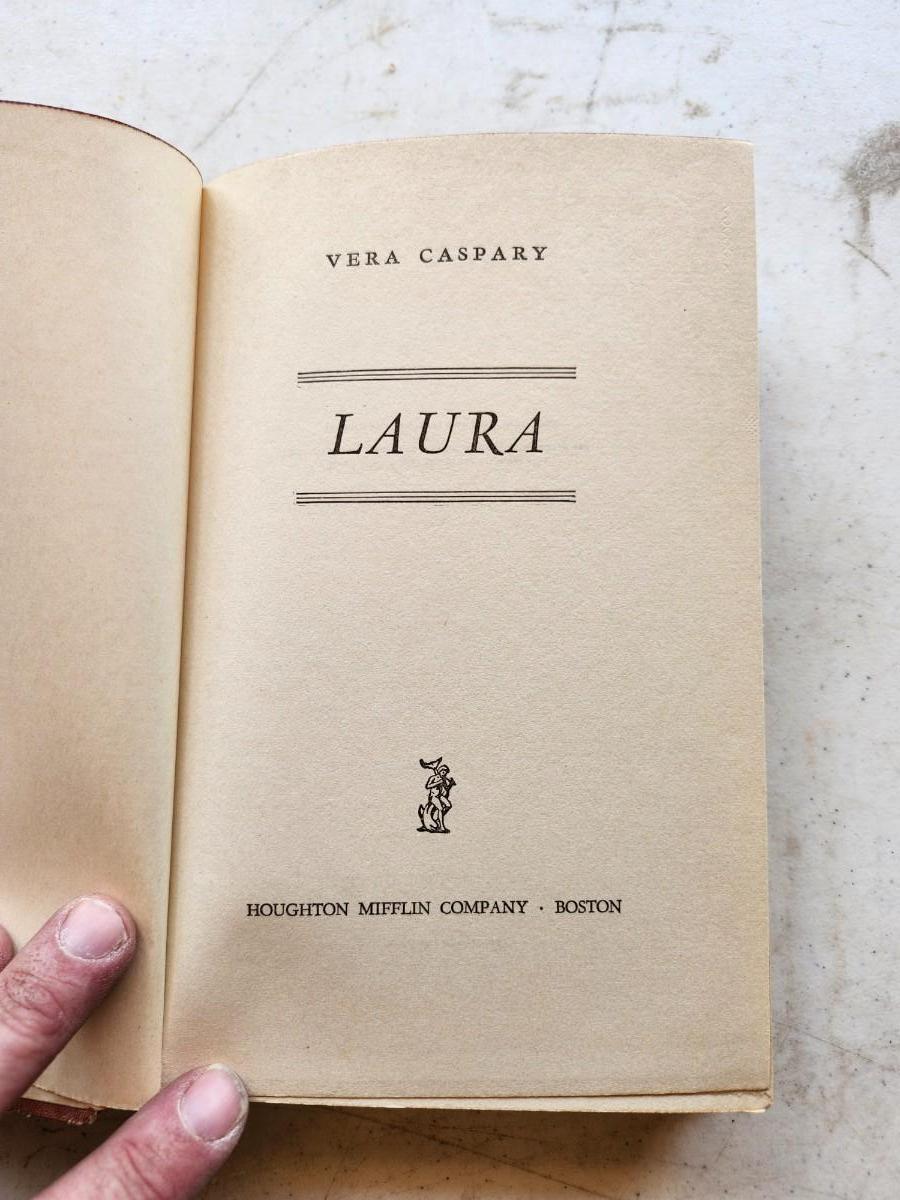 VERA CASPARY
LAURA
HOUGHTON MIFFLIN COMPANY · BOSTON